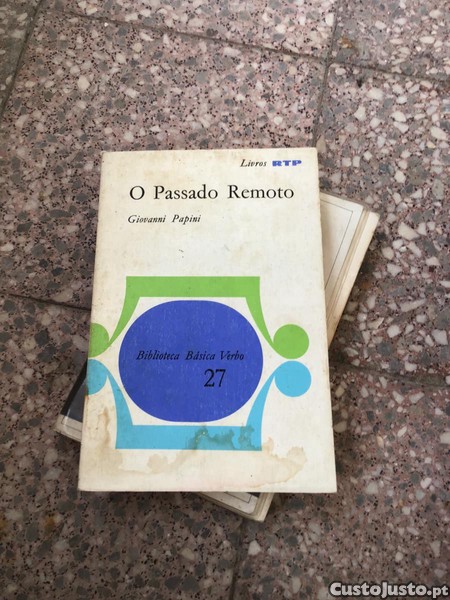 Livros RTP
O Passado Remoto
Giovanni Papini
Biblioteca Básica Verbo
27
CustoJusto.pt